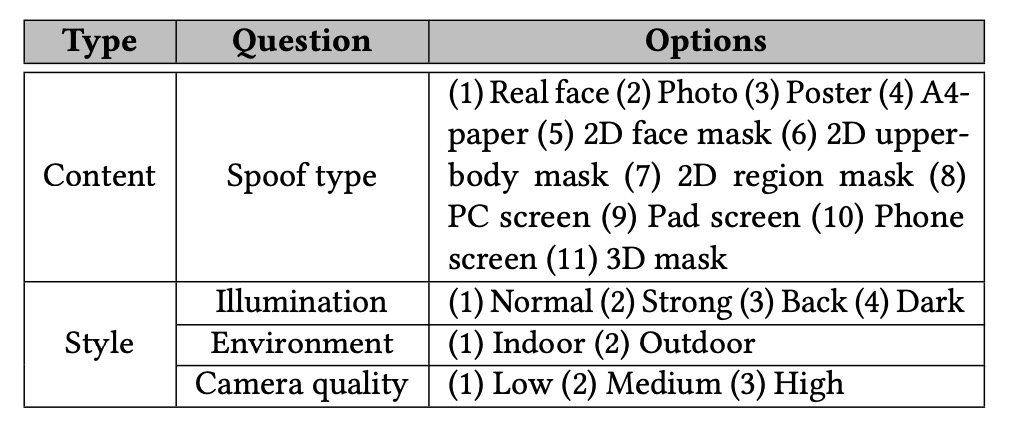 Type Question Options
Content Spoof type (1) Real face (2) Photo (3) Poster (4) A4-
paper (5) 2D face mask (6) 2D upper-
body mask (7) 2D region mask (8)
PC screen (9) Pad screen (10) Phone
screen (11) 3D mask
Style Illumination (1) Normal (2) Strong (3) Back (4) Dark
Environment (1) Indoor (2) Outdoor
Camera quality (1) Low (2) Medium (3) High